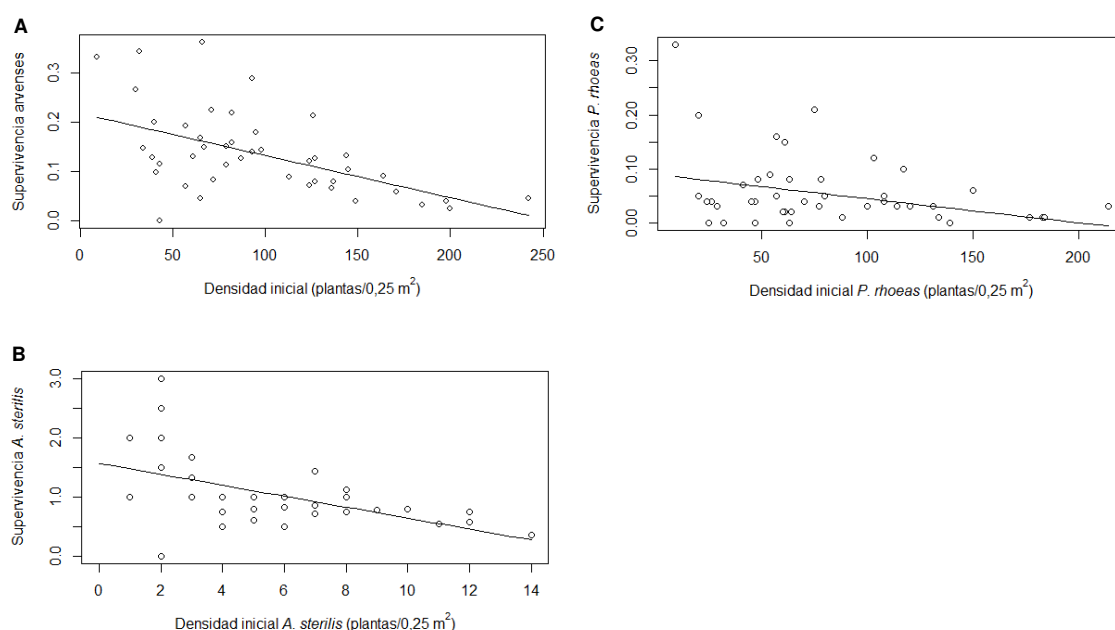 A
Supervivencia arvenses
0.0 0.1 0.2 0.3
0 50 100 150 200 250
Densidad inicial (plantas/0,25 m²)
B
Supervivencia A. sterilis
0.0 1.0 2.0 3.0
0 2 4 6 8 10 12 14
Densidad inicial A. sterilis (plantas/0,25 m²)
C
Supervivencia P. rhoeas
0.00 0.10 0.20 0.30
50 100 150 200
Densidad inicial P. rhoeas (plantas/0,25 m²)